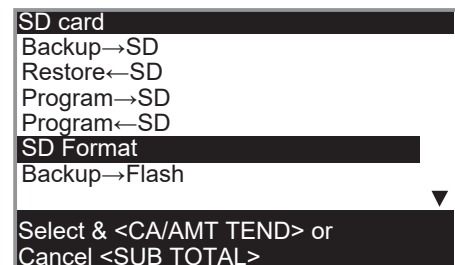 SD card
Backup→SD
Restore←SD
Program→SD
Program←SD
SD Format
Backup→Flash
▼
Select & <CA/AMT TEND> or
Cancel <SUB TOTAL>